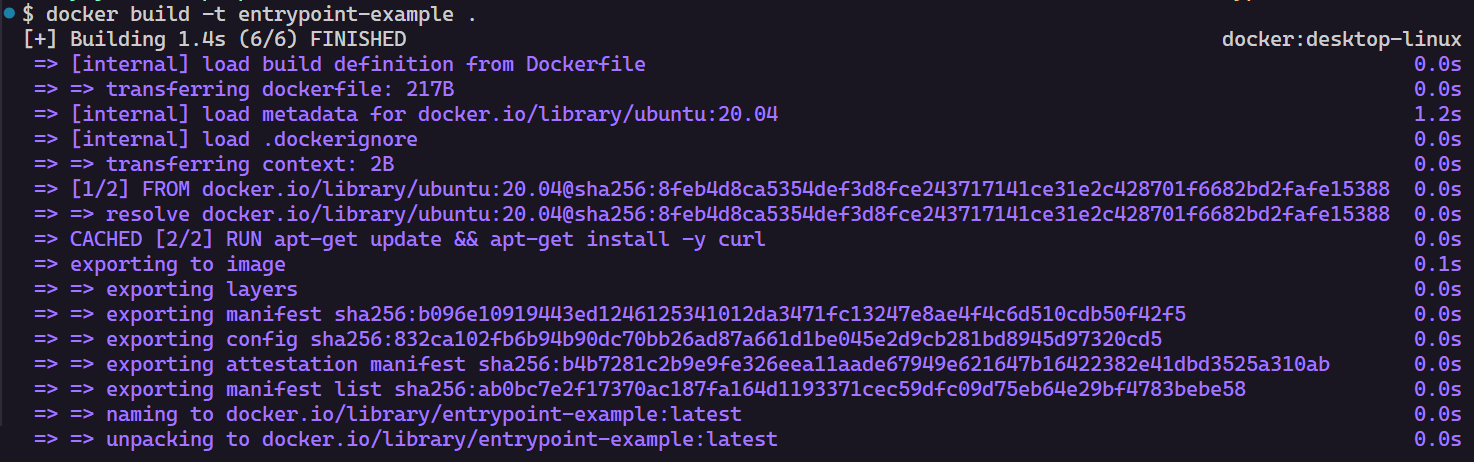 $ docker build -t entrypoint-example .
[+] Building 1.4s (6/6) FINISHED docker:desktop-linux
=> [internal] load build definition from Dockerfile 0.0s
=> => transferring dockerfile: 217B 0.0s
=> [internal] load metadata for docker.io/library/ubuntu:20.04 1.2s
=> [internal] load .dockerignore 0.0s
=> => transferring context: 2B 0.0s
=> [1/2] FROM docker.io/library/ubuntu:20.04@sha256:8feb4d8ca5354def3d8fce243717141ce31e2c428701f6682bd2fafe15388 0.0s
=> => resolve docker.io/library/ubuntu:20.04@sha256:8feb4d8ca5354def3d8fce243717141ce31e2c428701f6682bd2fafe15388 0.0s
=> CACHED [2/2] RUN apt-get update && apt-get install -y curl 0.0s
=> exporting to image 0.1s
=> => exporting layers 0.0s
=> => exporting manifest sha256:b096e10919443ed1246125341012da3471fc13247e8ae4f4c6d510cdb50f42f5 0.0s
=> => exporting config sha256:832ca102fb6b94b90dc70bb26ad87a661d1be045e2d9cb281bd8945d97320cd5 0.0s
=> => exporting attestation manifest sha256:b4b7281c2b9e9fe326eea11aade67949e621647b16422382e41dbd3525a310ab 0.0s
=> => exporting manifest list sha256:ab0bc7e2f17370ac187fa164d1193371cec59dfc09d75eb64e29bf4783bebe58 0.0s
=> => naming to docker.io/library/entrypoint-example:latest 0.0s
=> => unpacking to docker.io/library/entrypoint-example:latest 0.0s